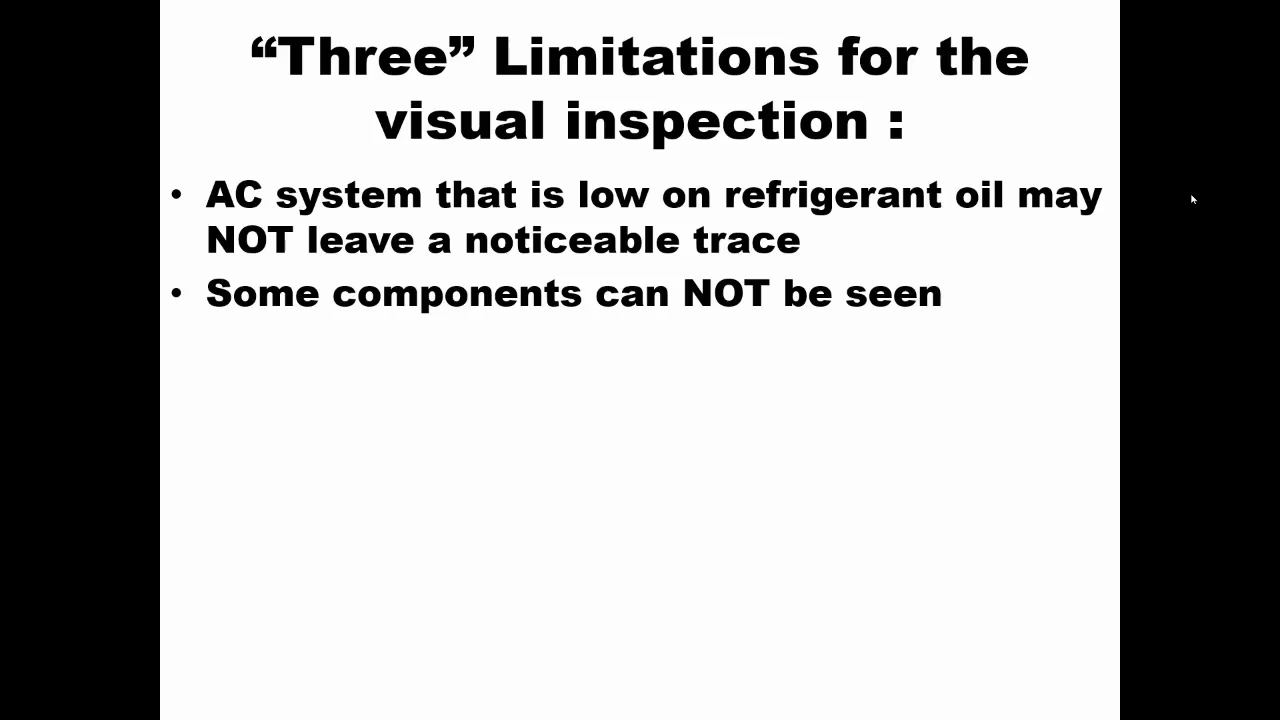 “Three” Limitations for the
visual inspection :
• AC system that is low on refrigerant oil may
NOT leave a noticeable trace
• Some components can NOT be seen